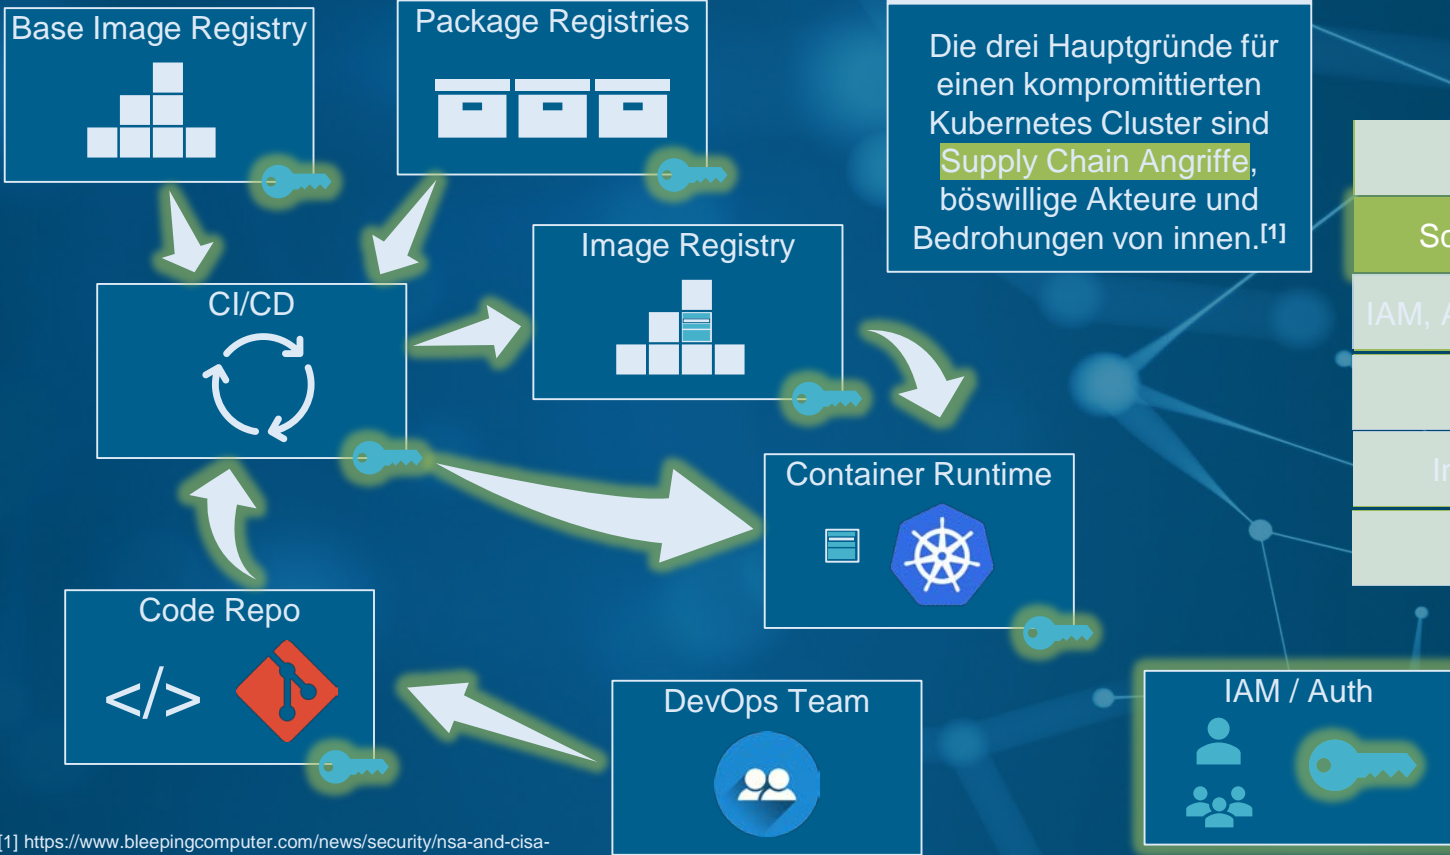 Base Image Registry
Package Registries
Die drei Hauptgründe für
einen kompromittierten
Kubernetes Cluster sind
Supply Chain Angriffe,
böswillige Akteure und
Bedrohungen von innen.[1]
Image Registry
CI/CD
IAM,
Container Runtime
Code Repo
</>
DevOps Team
IAM / Auth
[1] https://www.bleepingcomputer.com/news/security/nsa-and-cisa-